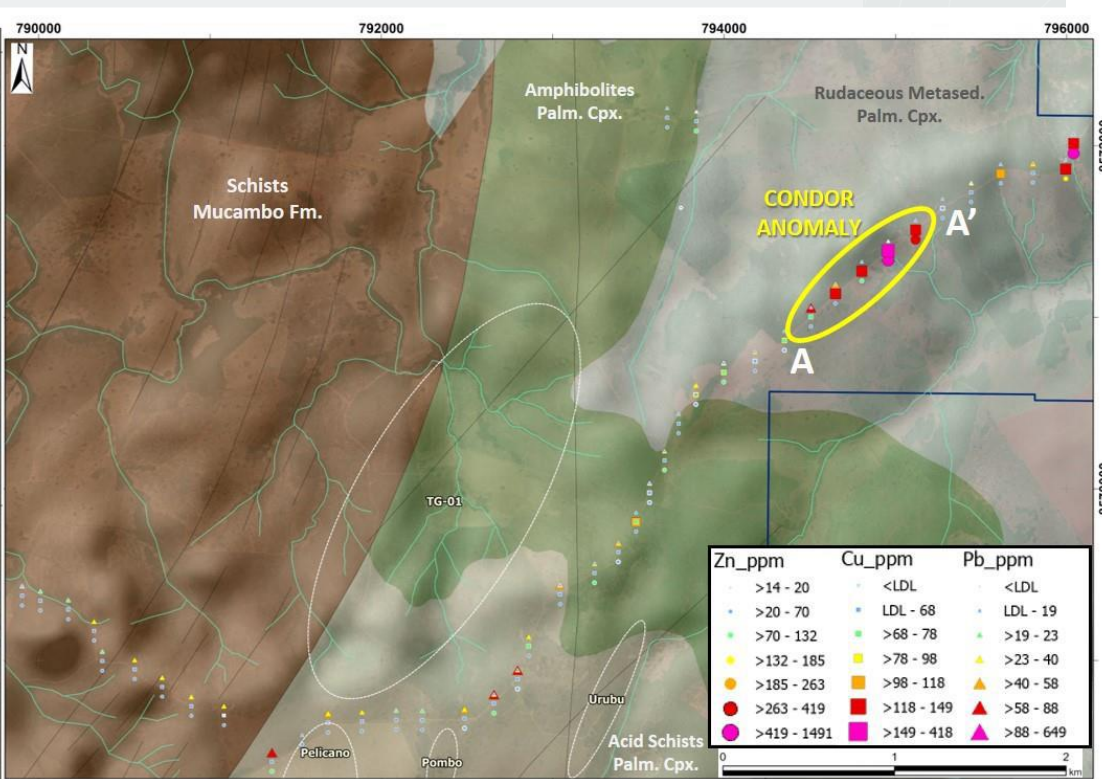 790000 792000 794000 796000
N
Amphibolites
Palm. Cpx.
Rudaceous Metased.
Palm. Cpx.
Schists
Mucambo Fm.
CONDOR
ANOMALY
A'
A
TG-01
Urubu
Pelicano
Pombo
Acid Schists
Palm. Cpx.
Zn_ppm Cu_ppm Pb_ppm
>14 - 20 <LDL <LDL
>20 - 70 LDL - 68 LDL - 19
>70 - 132 >68 - 78 >19 - 23
>132 - 185 >78 - 98 >23 - 40
>185 - 263 >98 - 118 >40 - 58
>263 - 419 >118 - 149 >58 - 88
>419 - 1491 >149 - 418 >88 - 649
0 1 2
km